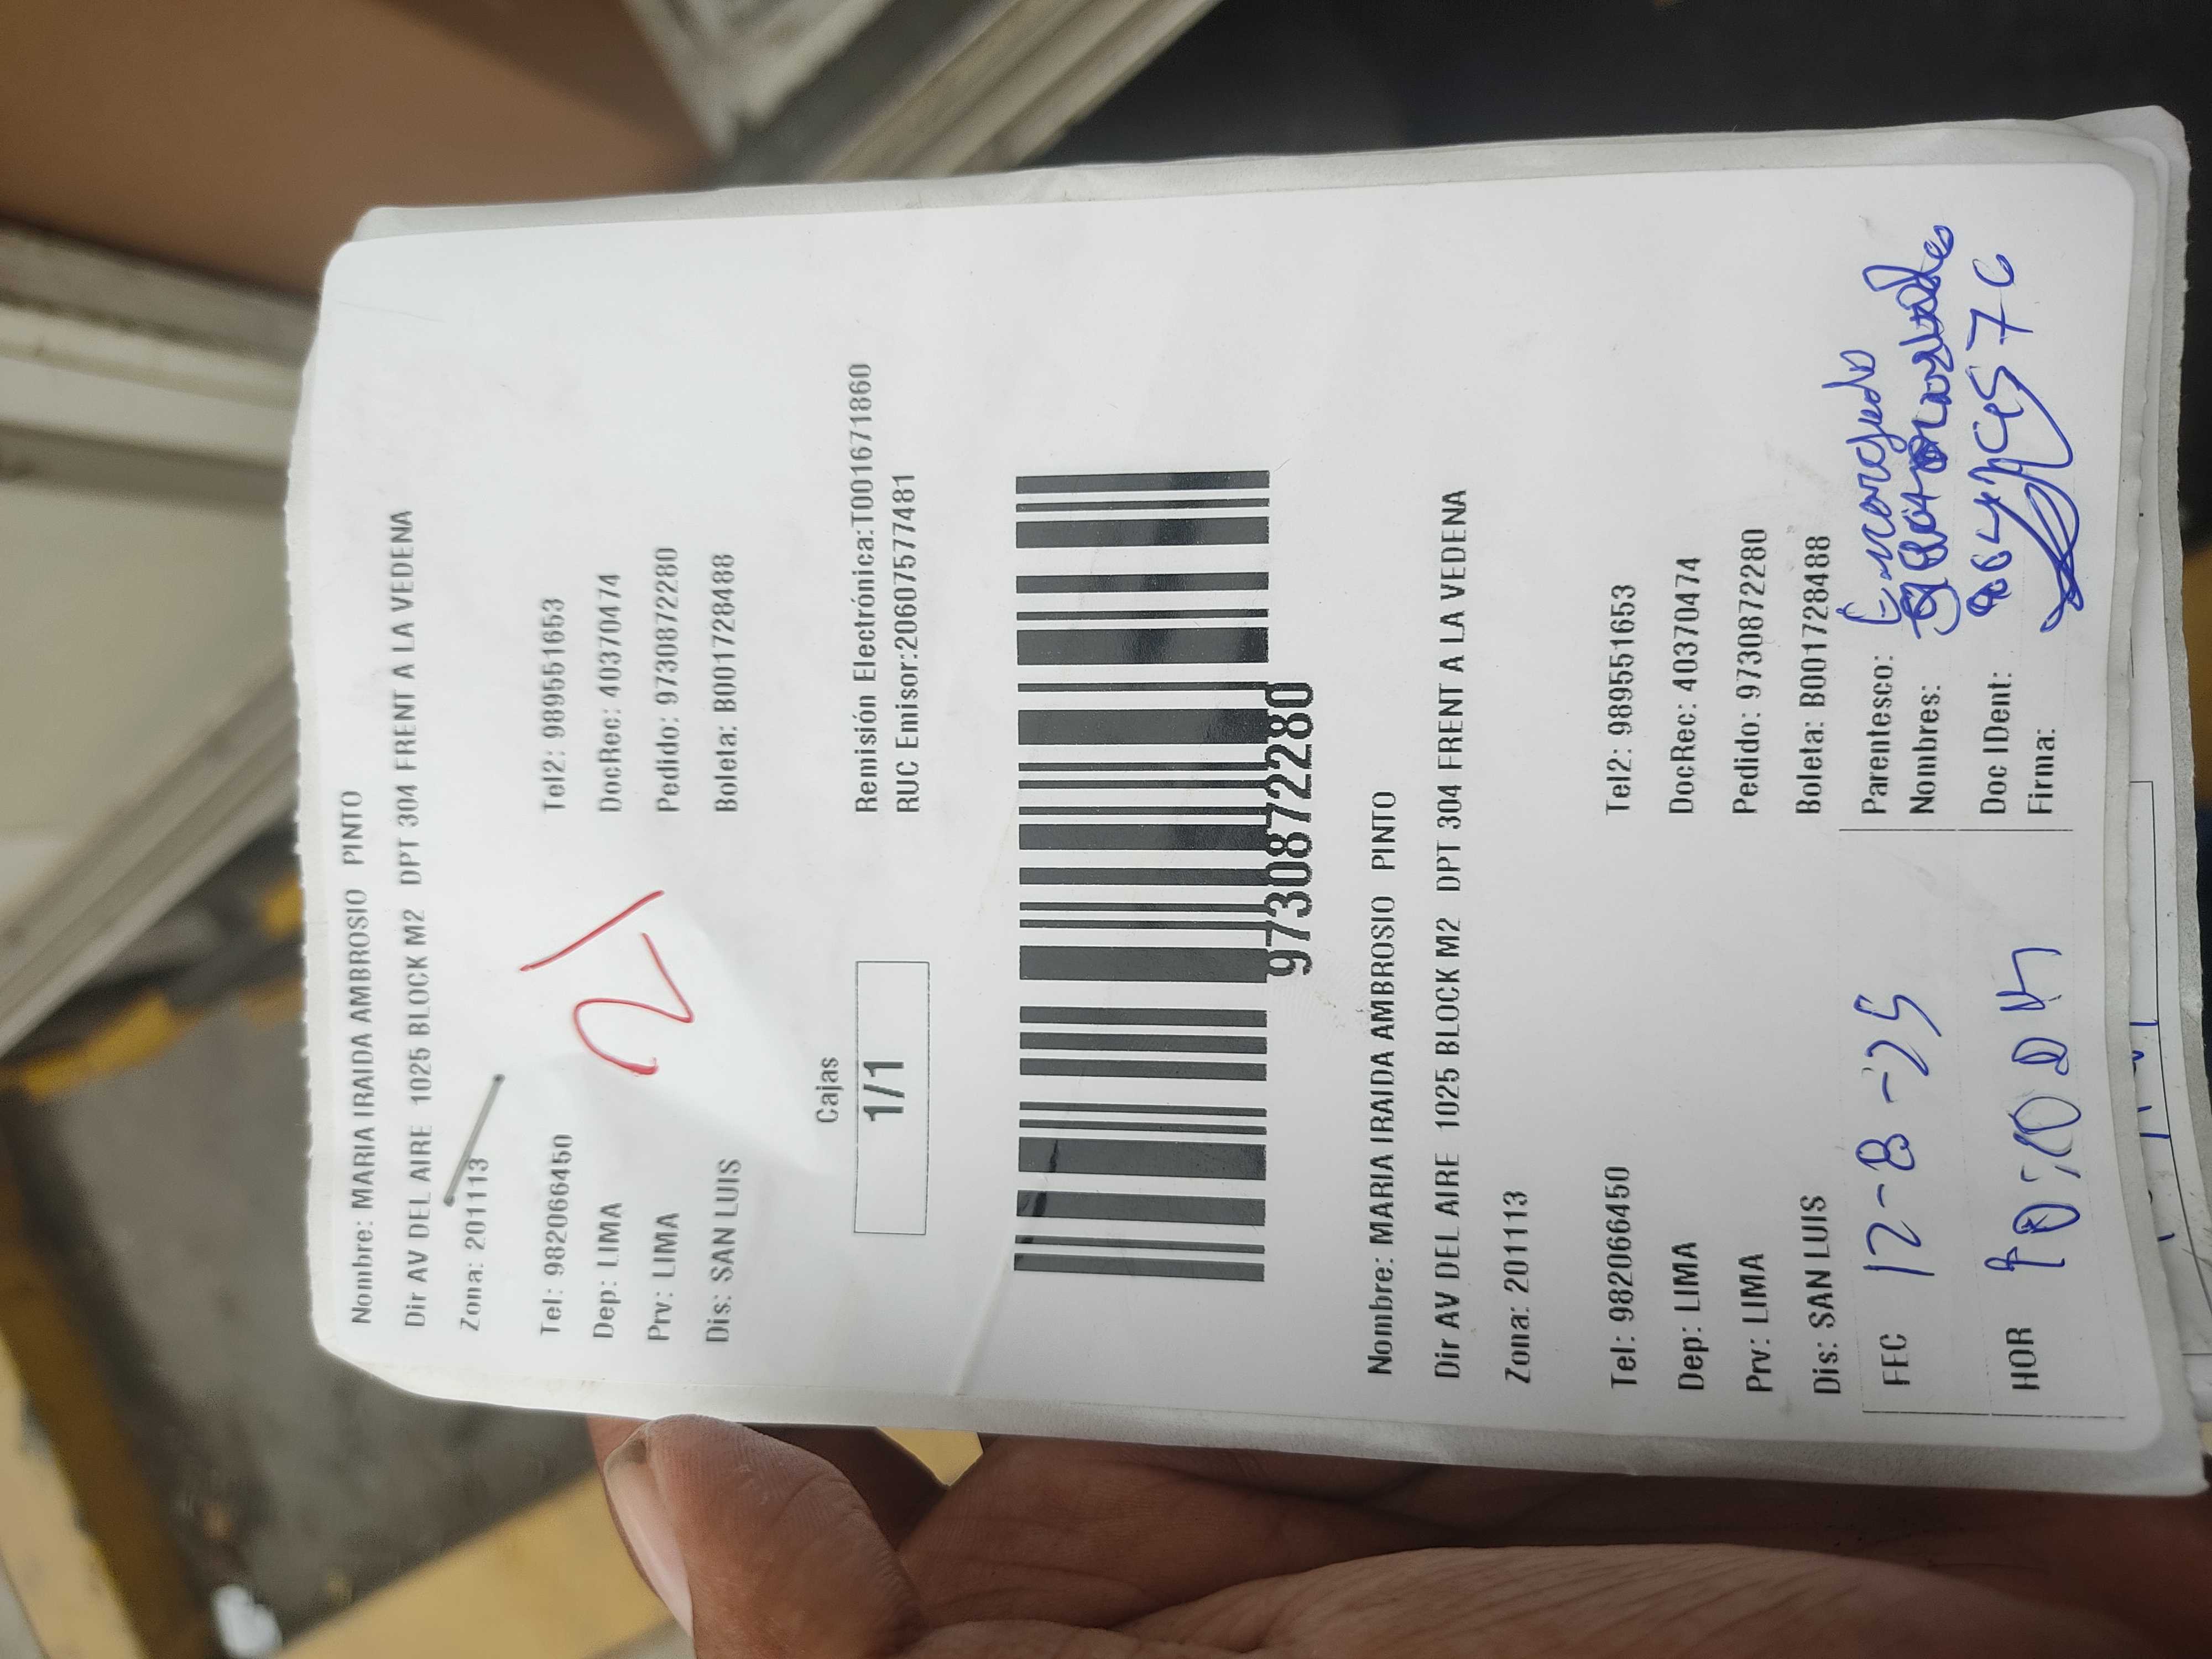 Nombre: MARIA IRAIDA AMBROSIO PINTO
Dir AV DEL AIRE 1025 BLOCK M2 DPT 304 FRENT A LA VEDENA
Zona: 201113
Tel: 982066450 Tel2: 989551653
Dep: LIMA DocRec: 40370474
Prv: LIMA Pedido: 97308722280
Dis: SAN LUIS Boleta: B001728488
2
Cajas
1/1
Remisión Electrónica:T001671860
RUC Emisor:20607577481
97308722280
Nombre: MARIA IRAIDA AMBROSIO PINTO
Dir AV DEL AIRE 1025 BLOCK M2 DPT 304 FRENT A LA VEDENA
Zona: 201113
Tel: 982066450 Tel2: 989551653
Dep: LIMA DocRec: 40370474
Prv: LIMA Pedido: 97308722280
Dis: SAN LUIS Boleta: B001728488
FEC 12-8-25 Parentesco: Encargado
Nombres:
HOR Doc IDent:
Firma: